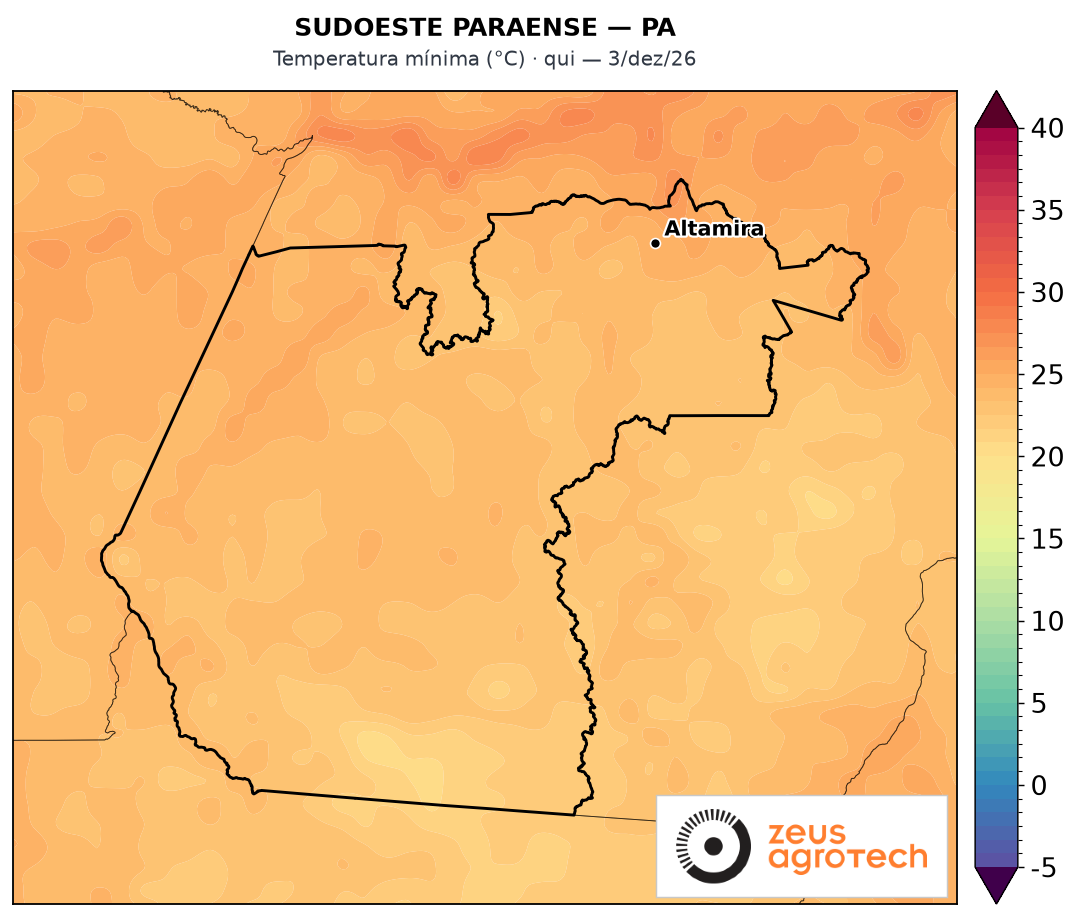 SUDOESTE PARAENSE — PA
Temperatura mínima (°C) · qui — 3/dez/26
Altamira
40
35
30
25
20
15
10
5
0
-5
zeus
agrotech